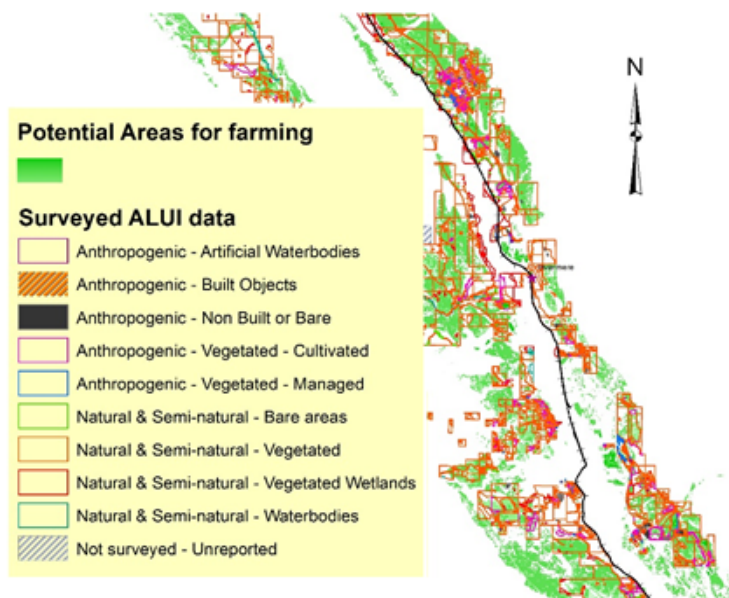 N
Potential Areas for farming
Surveyed ALUI data
Anthropogenic - Artificial Waterbodies
Anthropogenic - Built Objects
Anthropogenic - Non Built or Bare
Anthropogenic - Vegetated - Cultivated
Anthropogenic - Vegetated - Managed
Natural & Semi-natural - Bare areas
Natural & Semi-natural - Vegetated
Natural & Semi-natural - Vegetated Wetlands
Natural & Semi-natural - Waterbodies
Not surveyed - Unreported